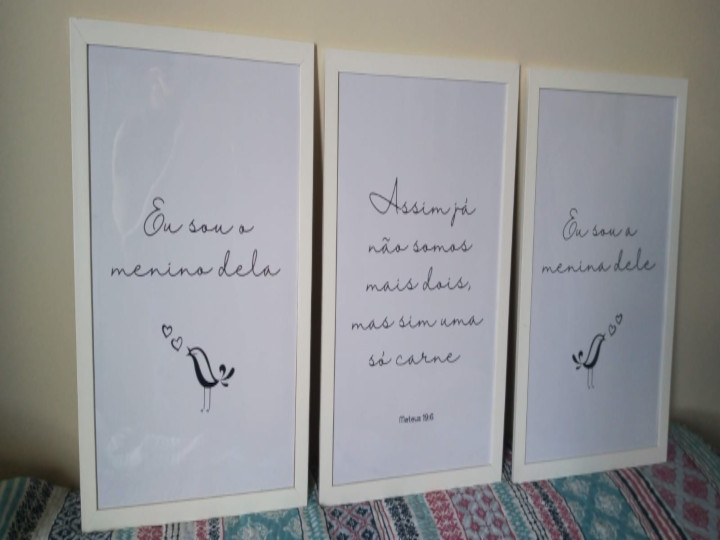 Eu sou o
menino dela
Assim já
não somos
mais dois,
mas sim uma
só carne
Mateus 19:6
Eu sou a
menina dele